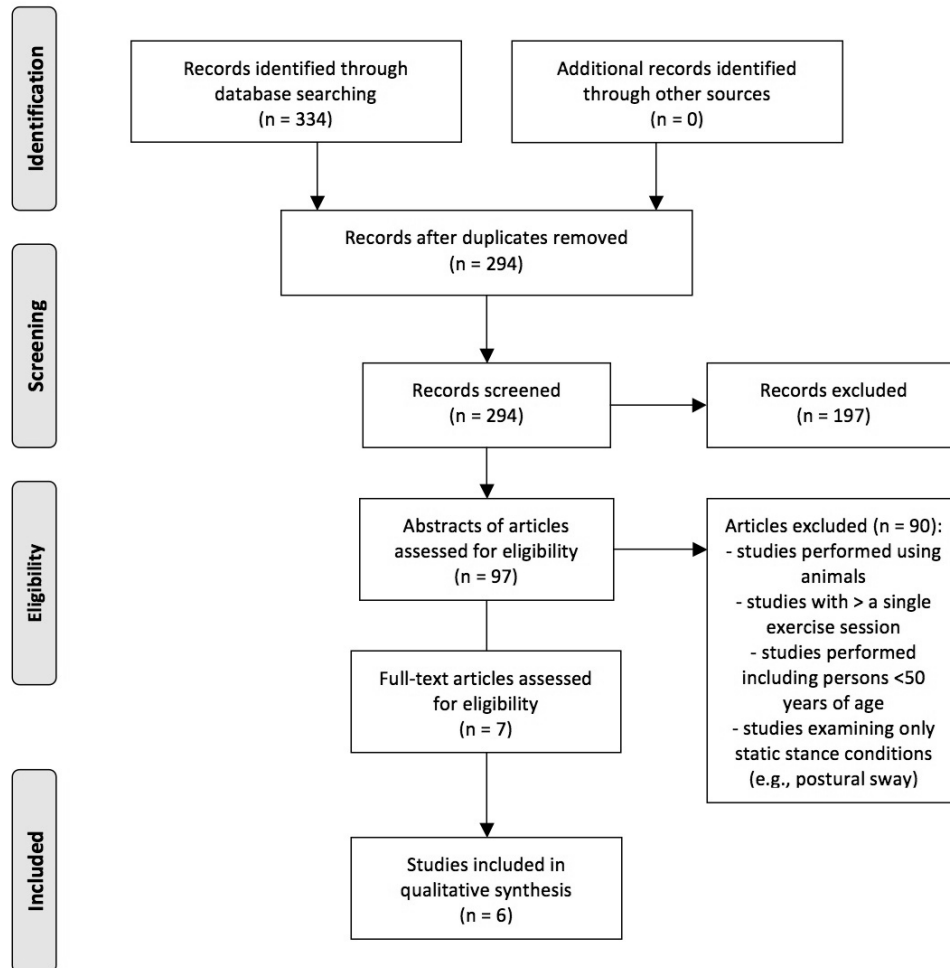 Identification
Records identified through
database searching
(n = 334)
Additional records identified
through other sources
(n = 0)
Screening
Records after duplicates removed
(n = 294)
Records screened
(n = 294)
Records excluded
(n = 197)
Eligibility
Abstracts of articles
assessed for eligibility
(n = 97)
Articles excluded (n = 90):
- studies performed using
animals
- studies with > a single
exercise session
- studies performed
including persons <50
years of age
- studies examining only
static stance conditions
(e.g., postural sway)
Full-text articles assessed
for eligibility
(n = 7)
Included
Studies included in
qualitative synthesis
(n = 6)